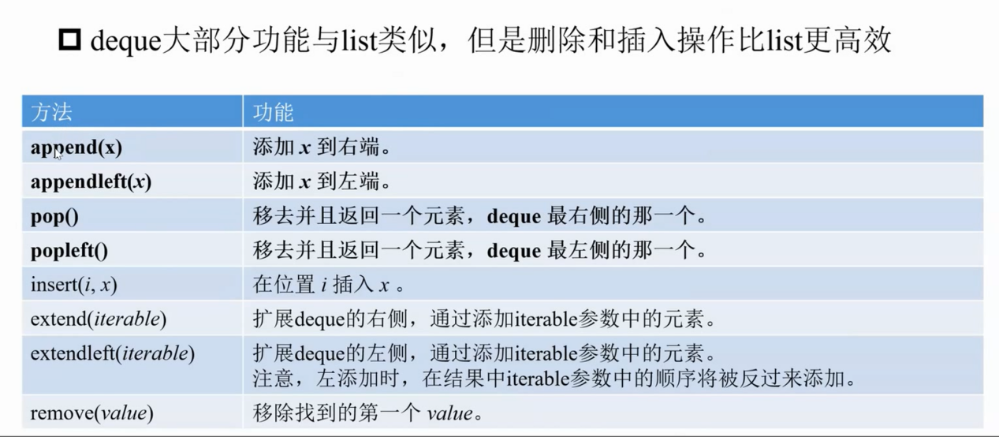 deque大部分功能与list类似，但是删除和插入操作比list更高效
方法 功能
append(x) 添加 x 到右端。
appendleft(x) 添加 x 到左端。
pop() 移去并且返回一个元素，deque 最右侧的那一个。
popleft() 移去并且返回一个元素，deque 最左侧的那一个。
insert(i, x) 在位置 i 插入 x 。
extend(iterable) 扩展deque的右侧，通过添加iterable参数中的元素。
extendleft(iterable) 扩展deque的左侧，通过添加iterable参数中的元素。
注意，左添加时，在结果中iterable参数中的顺序将被反过来添加。
remove(value) 移除找到的第一个 value。